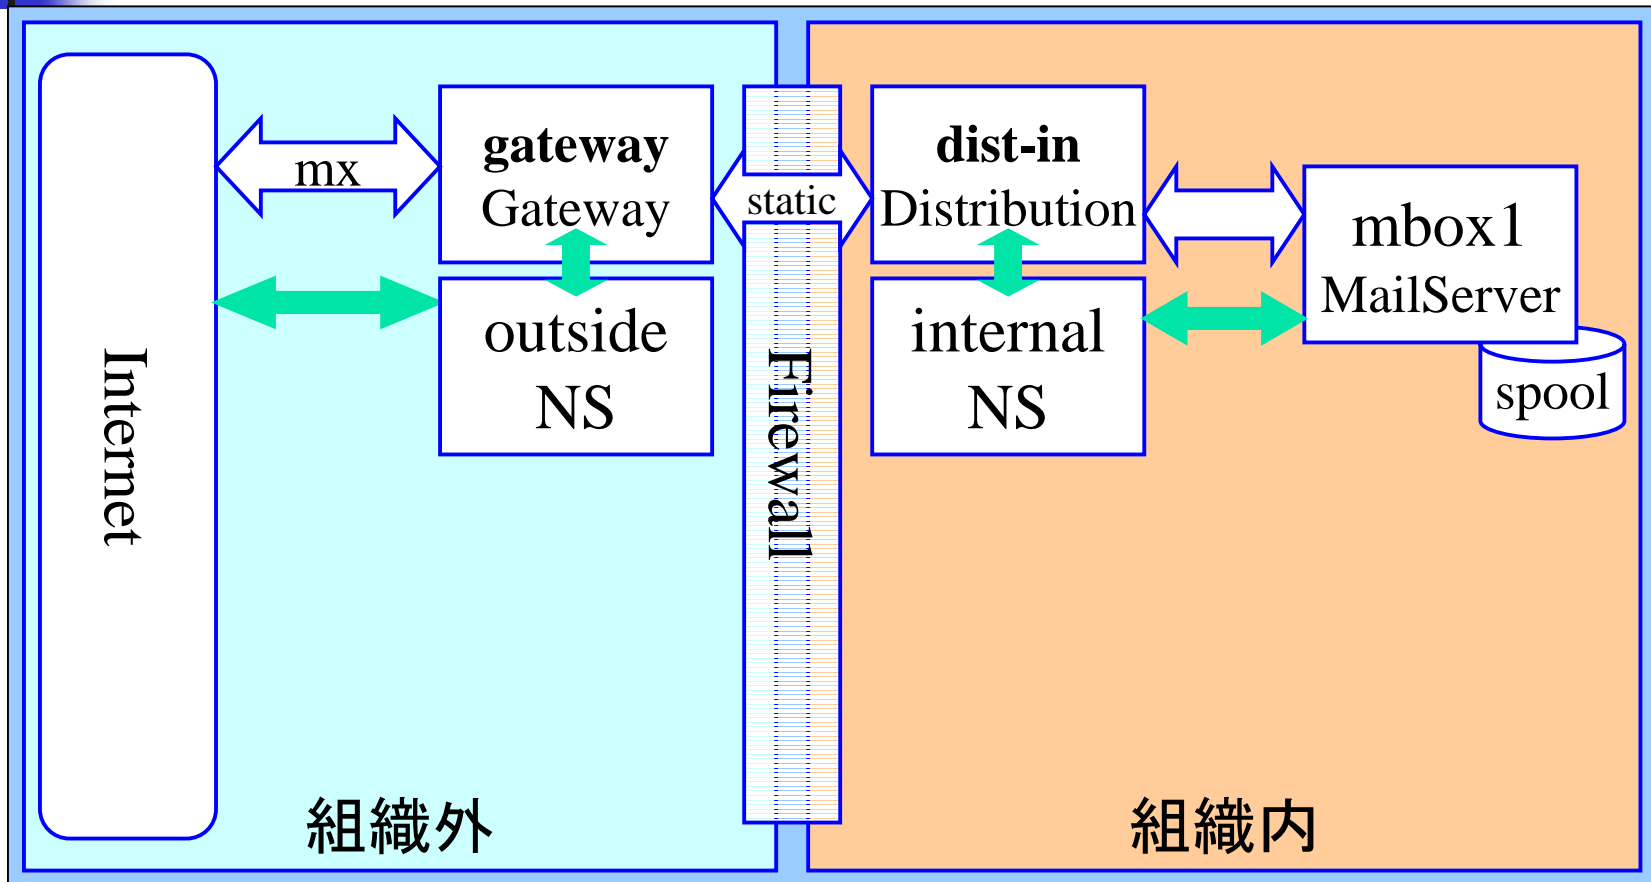 Internet
mx
gateway
Gateway
outside
NS
static
Firewall
dist-in
Distribution
internal
NS
mbox1
MailServer
spool
組織外
組織内